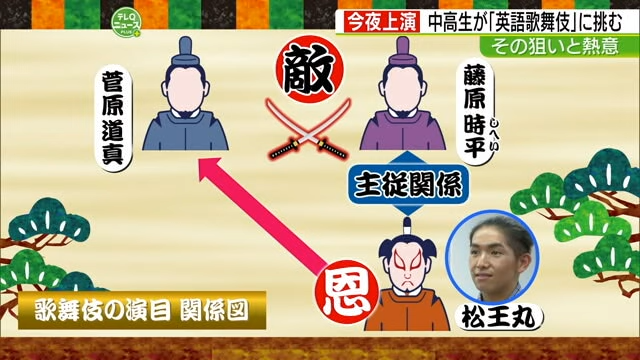 テレQ
ニュース
PLUS+
今夜上演
中高生が「英語歌舞伎」に挑む
その狙いと熱意
敵
菅原道真
藤原時平
しへい
主従関係
恩
松王丸
歌舞伎の演目 関係図